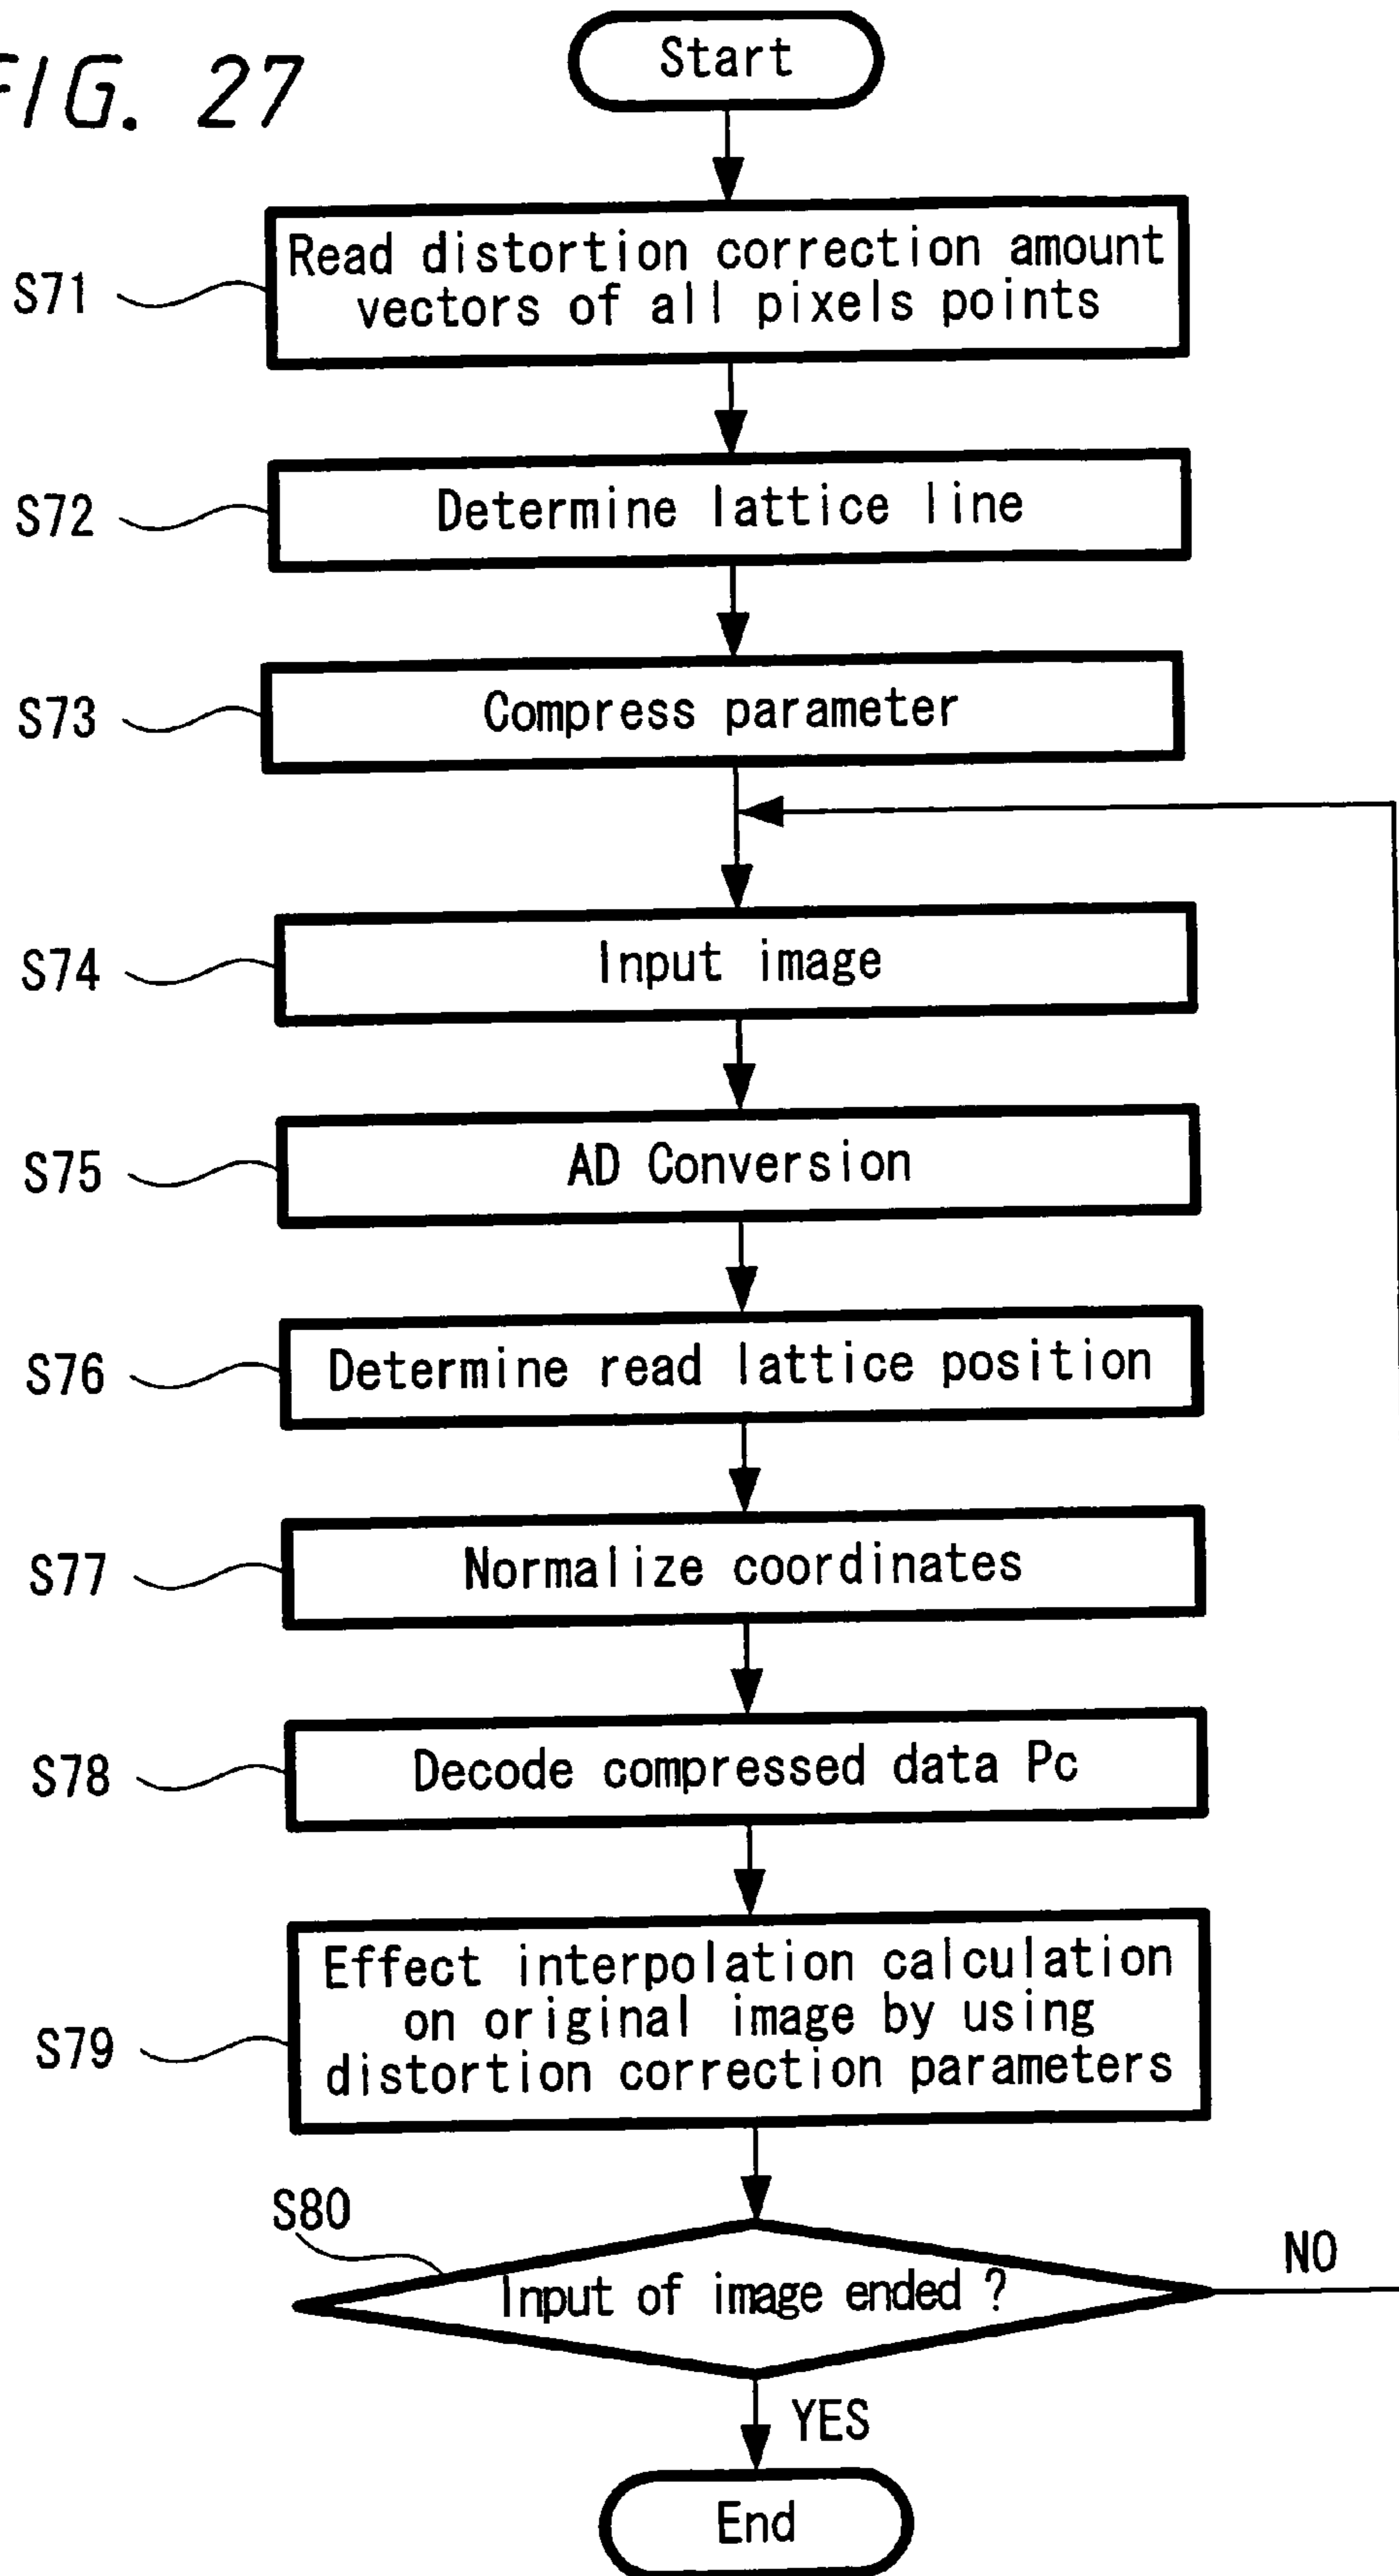 FIG. 27
Start
S71
Read distortion correction amount
vectors of all pixels points
S72
Determine lattice line
S73
Compress parameter
S74
Input image
S75
AD Conversion
S76
Determine read lattice position
S77
Normalize coordinates
S78
Decode compressed data Pc
S79
Effect interpolation calculation
on original image by using
distortion correction parameters
S80
Input of image ended ?
NO
YES
End